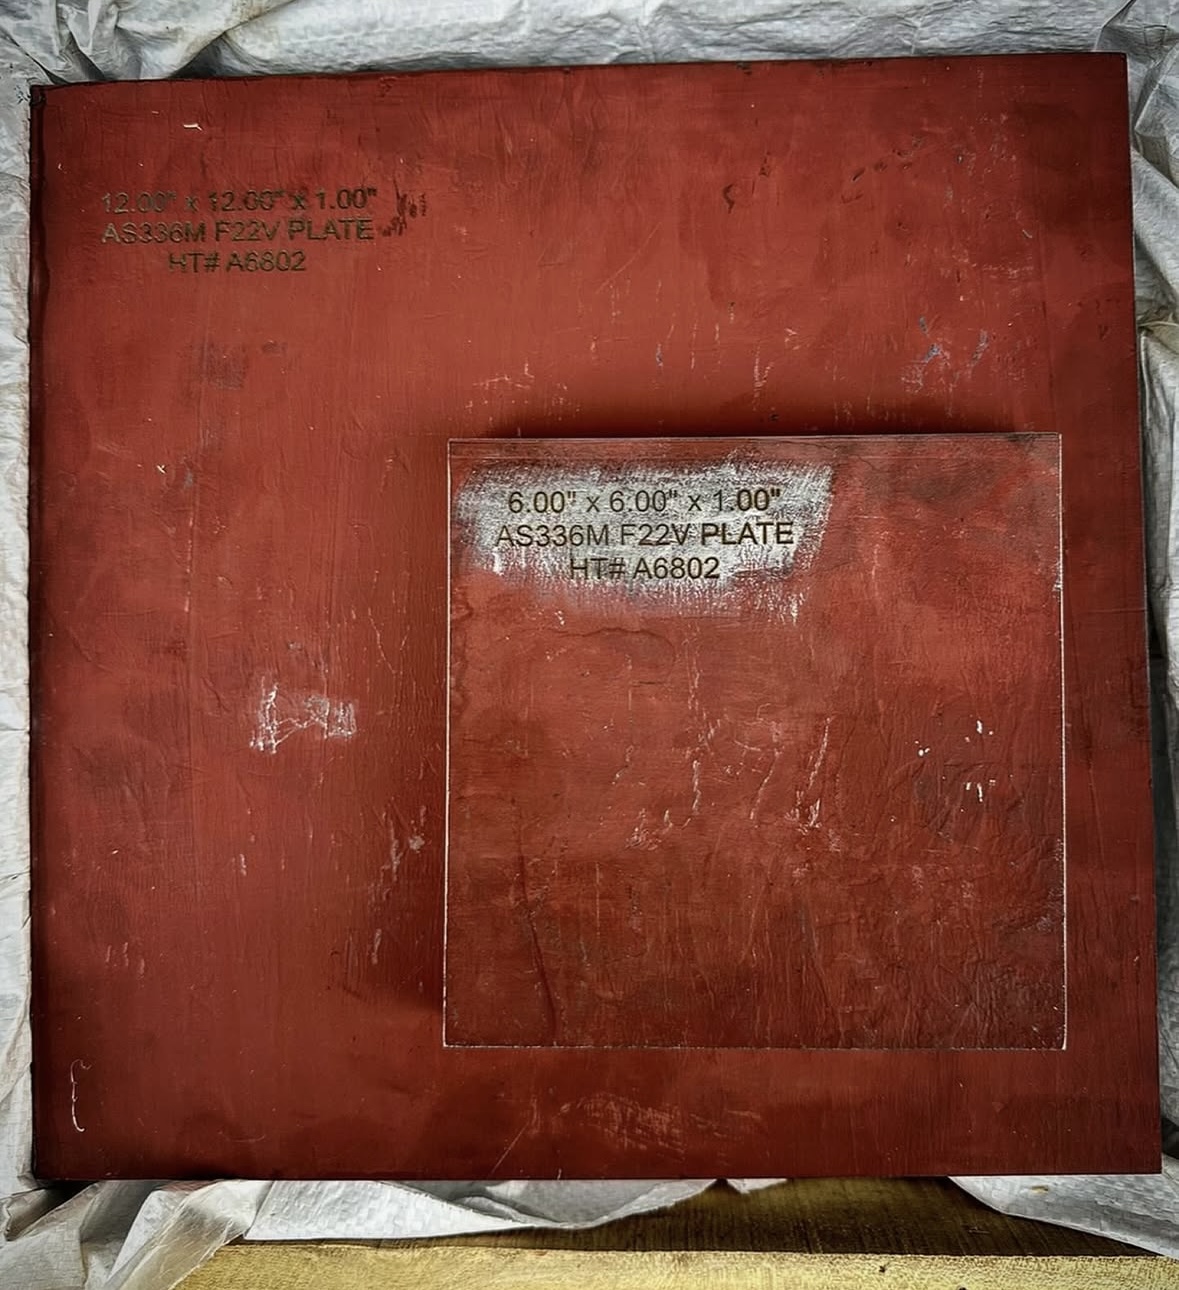 12.00" x 12.00" x 1.00"
AS336M F22V PLATE
HT# A6802
6.00" x 6.00" x 1.00"
AS336M F22V PLATE
HT# A6802